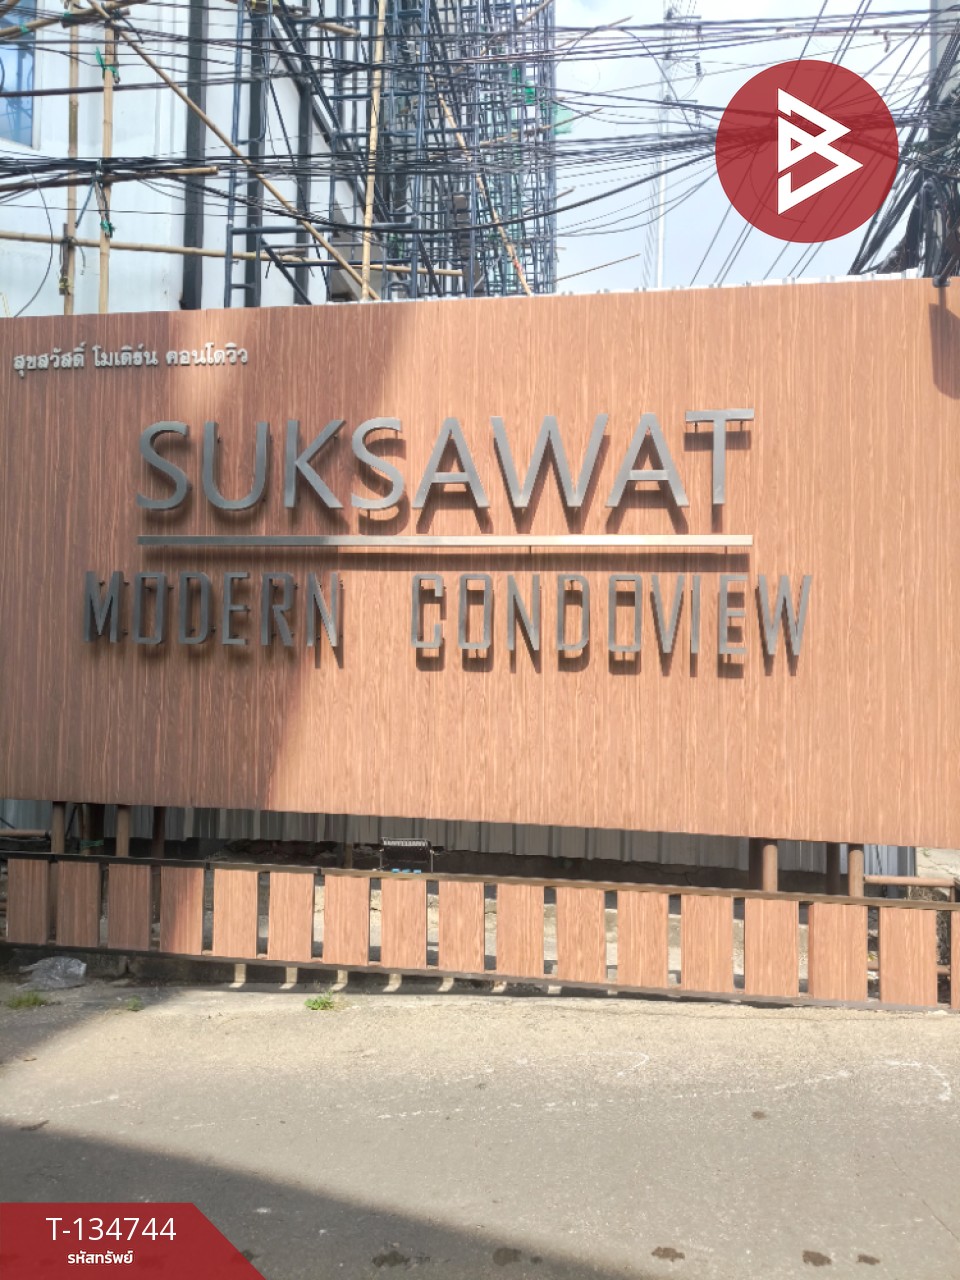 สุขสวัสดิ์ โมเดิร์น คอนโดวิว
SUKSAWAT
MODERN CONDOVIEW
T-134744
รหัสทรัพย์